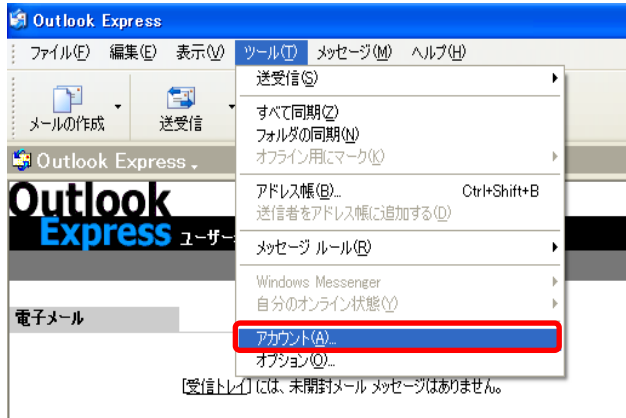 Outlook Express
ファイル(F) 編集(E) 表示(V) ツール(T) メッセージ(M) ヘルプ(H)
メールの作成 送受信
送受信(S)
すべて同期(Z)
フォルダの同期(N)
オフライン用にマーク(K)
アドレス帳(B)... Ctrl+Shift+B
送信者をアドレス帳に追加する(D)
メッセージ ルール(R)
Windows Messenger
自分のオンライン状態(Y)
アカウント(A)...
オプション(O)...
Outlook Express
Outlook
Express ユーザー
電子メール
[受信トレイ] には、未開封メール メッセージはありません。